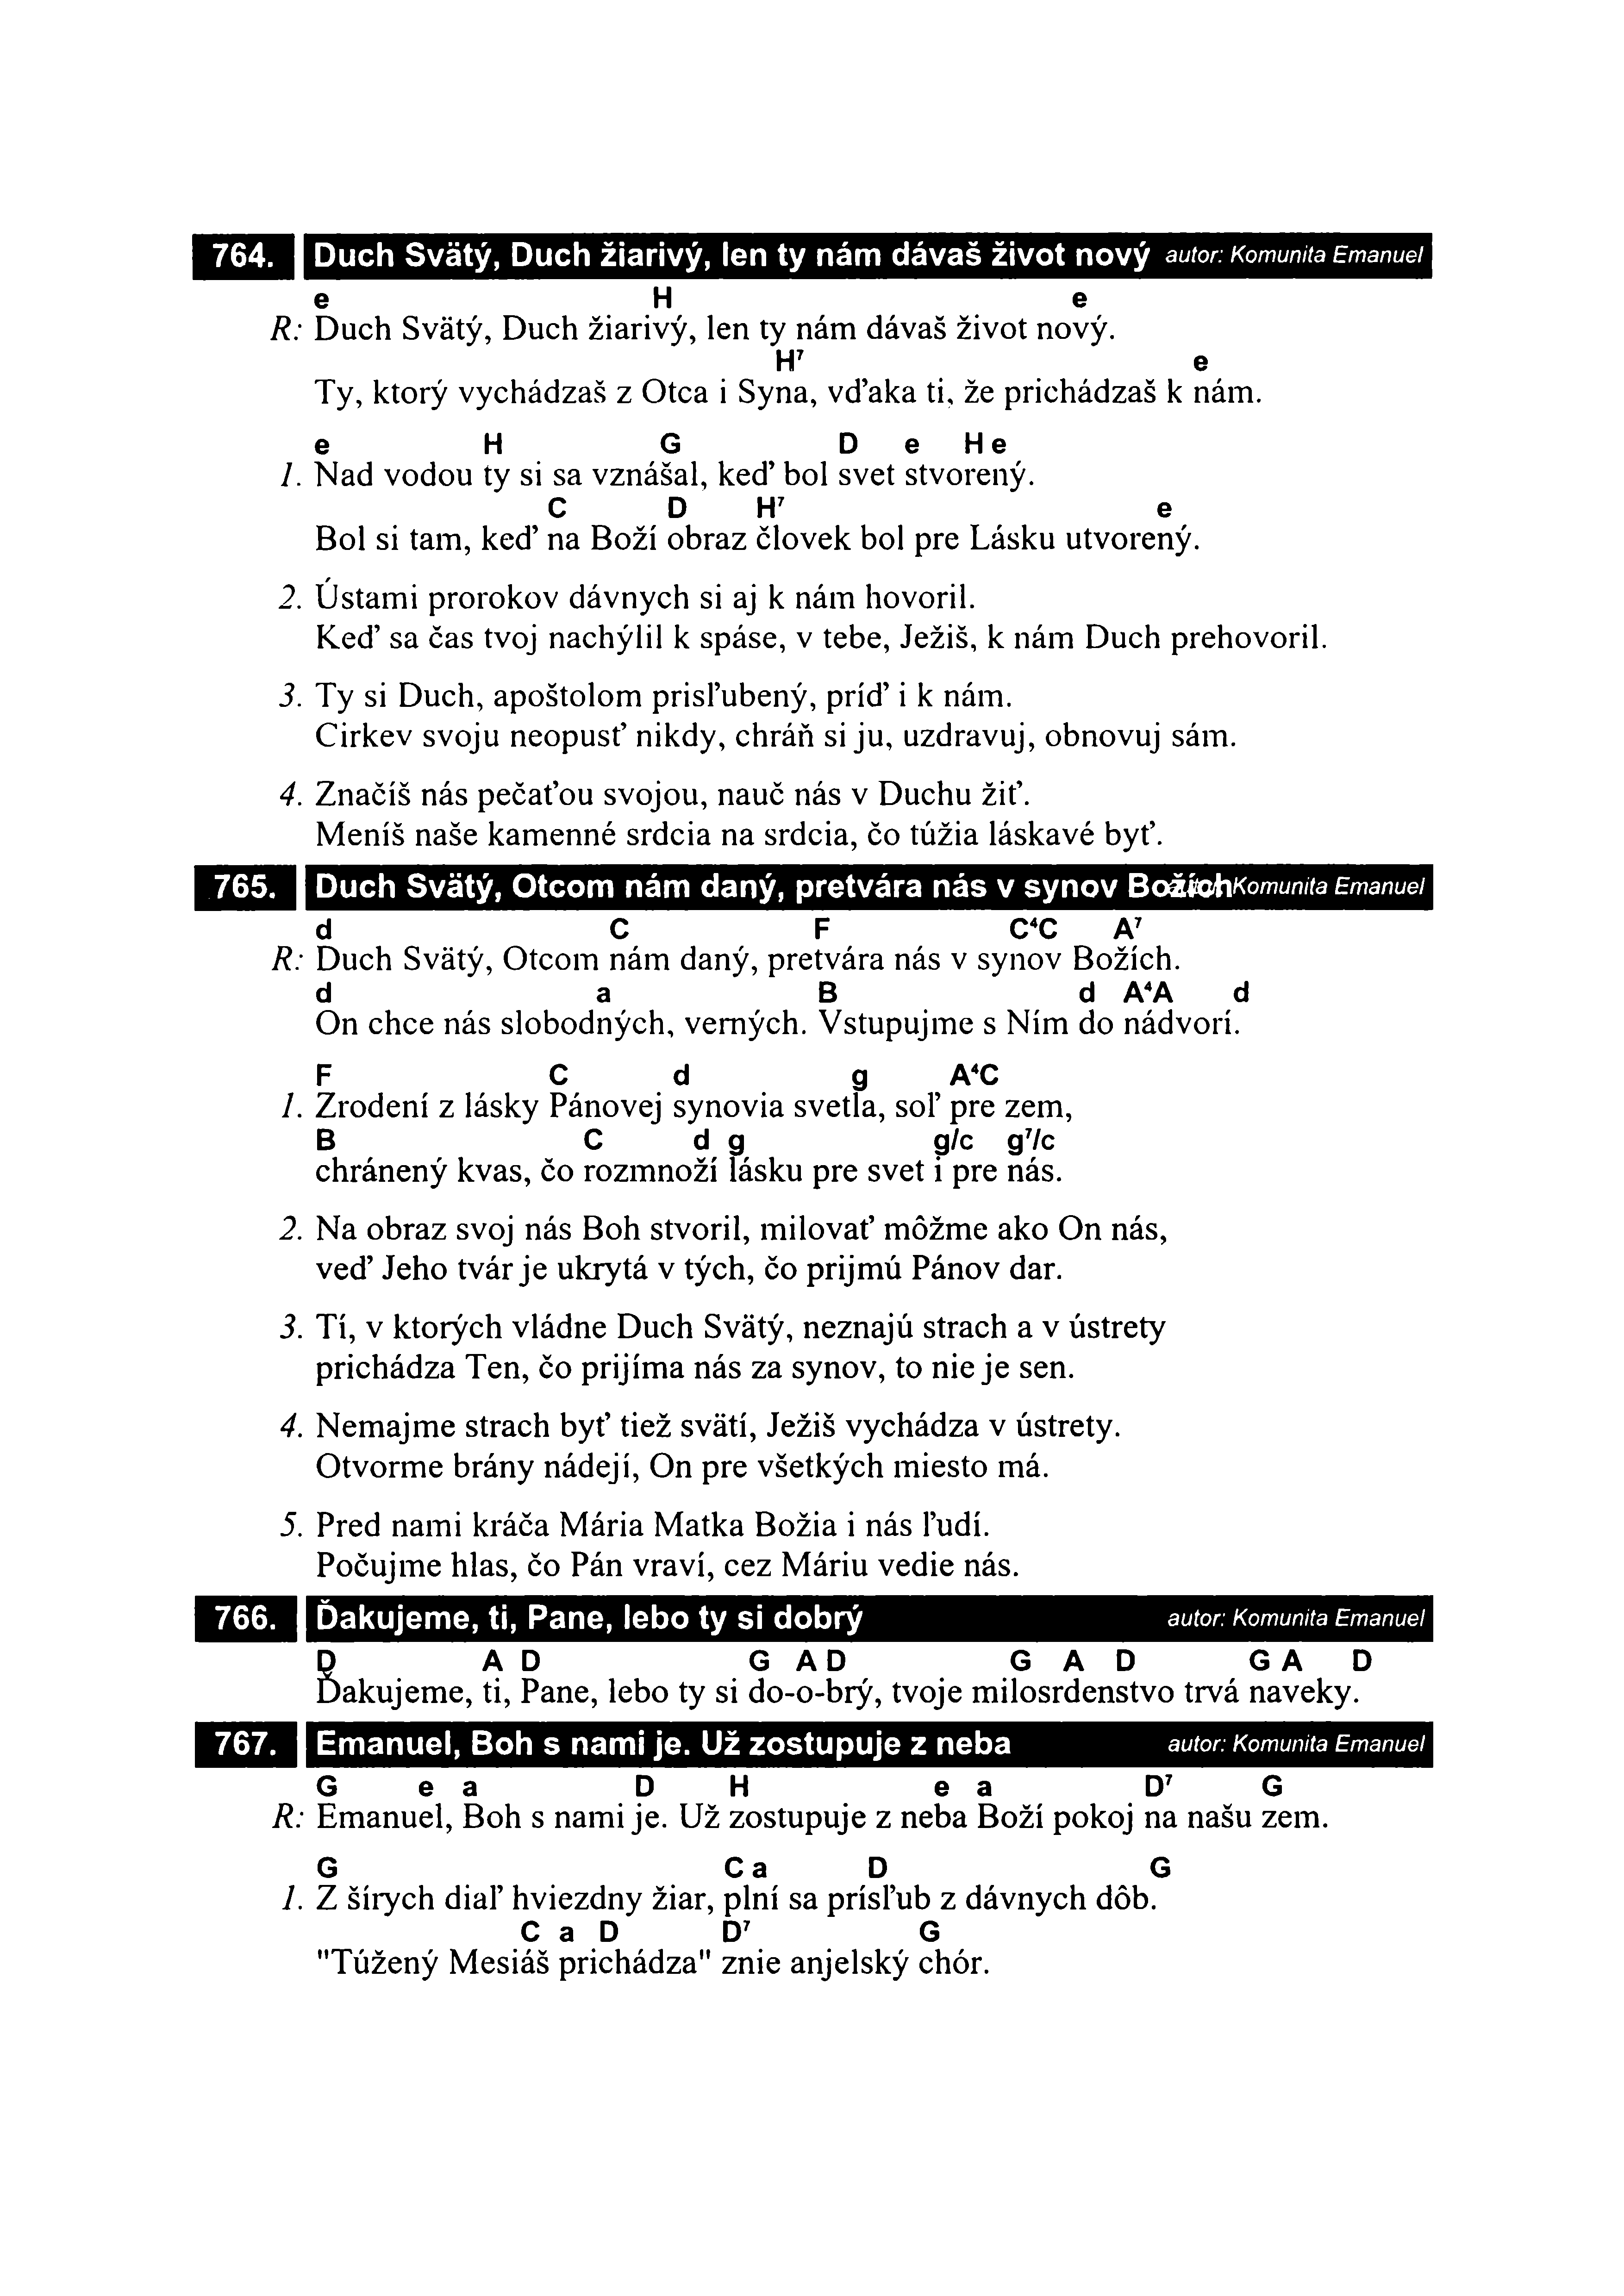 764. Duch Svätý, Duch žiarivý, len ty nám dávaš život nový autor: Komunita Emanuel
e H e
R: Duch Svätý, Duch žiarivý, len ty nám dávaš život nový.
H⁷ e
Ty, ktorý vychádzaš z Otca i Syna, vďaka ti, že prichádzaš k nám.
e H G D e H e
1. Nad vodou ty si sa vznášal, keď bol svet stvorený.
C D H⁷ e
Bol si tam, keď na Boží obraz človek bol pre Lásku utvorený.
2. Ústami prorokov dávnych si aj k nám hovoril.
Keď sa čas tvoj nachýlil k spáse, v tebe, Ježiš, k nám Duch prehovoril.
3. Ty si Duch, apoštolom prisľubený, príď i k nám.
Cirkev svoju neopusť nikdy, chráň si ju, uzdravuj, obnovuj sám.
4. Značíš nás pečaťou svojou, nauč nás v Duchu žiť.
Meníš naše kamenné srdcia na srdcia, čo túžia láskavé byť.
765. Duch Svätý, Otcom nám daný, pretvára nás v synov Božích Komunita Emanuel
d C F C⁴C A⁷
R: Duch Svätý, Otcom nám daný, pretvára nás v synov Božích.
d a B d A⁴A d
On chce nás slobodných, verných. Vstupujme s Ním do nádvorí.
F C d g A⁴C
1. Zrodení z lásky Pánovej synovia svetla, soľ pre zem,
B C d g g/c g⁷/c
chránený kvas, čo rozmnoží lásku pre svet i pre nás.
2. Na obraz svoj nás Boh stvoril, milovať môžme ako On nás,
veď Jeho tvár je ukrytá v tých, čo prijmú Pánov dar.
3. Tí, v ktorých vládne Duch Svätý, neznajú strach a v ústrety
prichádza Ten, čo prijíma nás za synov, to nie je sen.
4. Nemajme strach byť tiež svätí, Ježiš vychádza v ústrety.
Otvorme brány nádejí, On pre všetkých miesto má.
5. Pred nami kráča Mária Matka Božia i nás ľudí.
Počujme hlas, čo Pán vraví, cez Máriu vedie nás.
766. Ďakujeme, ti, Pane, lebo ty si dobrý autor: Komunita Emanuel
D A D G A D G A D G A D
Ďakujeme, ti, Pane, lebo ty si do-o-brý, tvoje milosrdenstvo trvá naveky.
767. Emanuel, Boh s nami je. Už zostupuje z neba autor: Komunita Emanuel
G e a D H e a D⁷ G
R: Emanuel, Boh s nami je. Už zostupuje z neba Boží pokoj na našu zem.
G C a D G
1. Z šírych diaľ hviezdny žiar, plní sa prísľub z dávnych dôb.
C a D D⁷ G
"Túžený Mesiáš prichádza" znie anjelský chór.